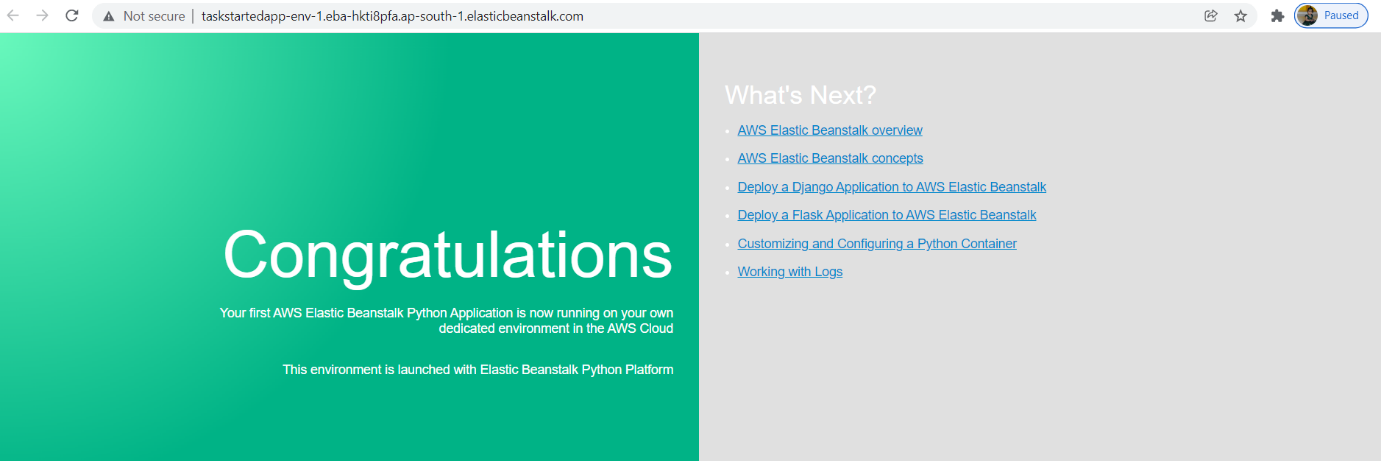 Not secure | taskstartedapp-env-1.eba-hkti8pfa.ap-south-1.elasticbeanstalk.com
Paused
Congratulations
Your first AWS Elastic Beanstalk Python Application is now running on your own
dedicated environment in the AWS Cloud
This environment is launched with Elastic Beanstalk Python Platform
What's Next?
AWS Elastic Beanstalk overview
AWS Elastic Beanstalk concepts
Deploy a Django Application to AWS Elastic Beanstalk
Deploy a Flask Application to AWS Elastic Beanstalk
Customizing and Configuring a Python Container
Working with Logs